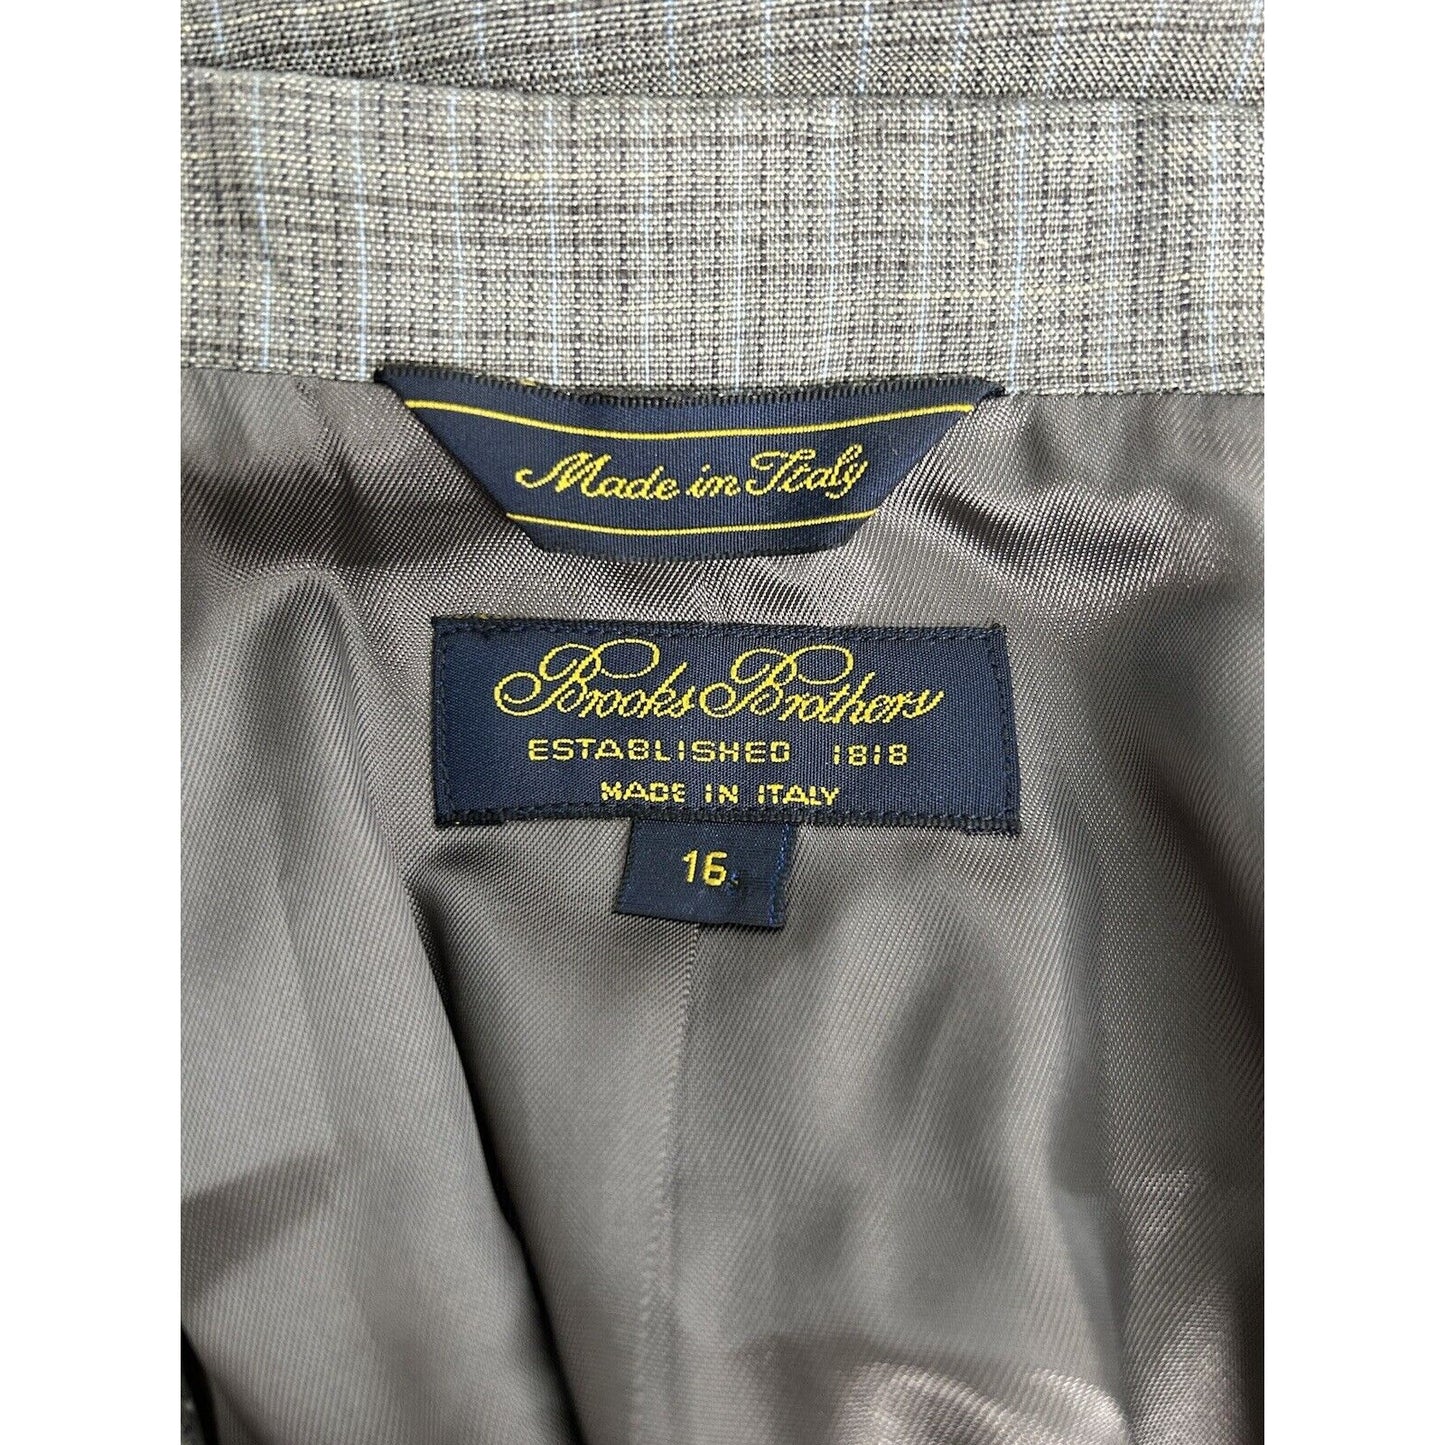 Made in Italy
Brooks Brothers
ESTABLISHED 1818
MADE IN ITALY
16